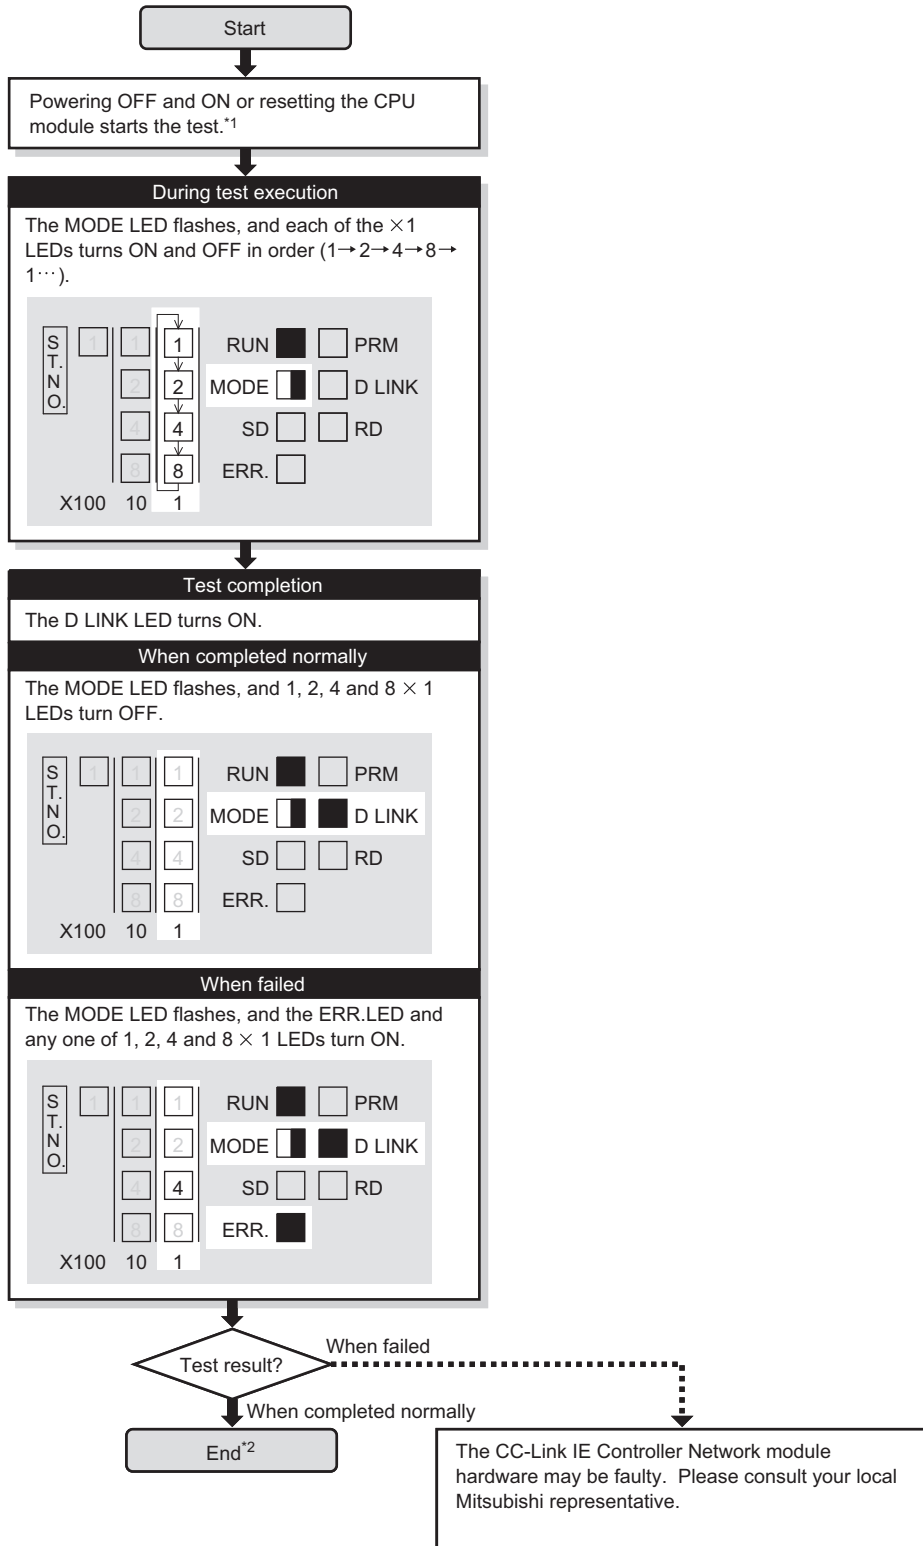 Start
Powering OFF and ON or resetting the CPU
module starts the test.*1
During test execution
The MODE LED flashes, and each of the ×1
LEDs turns ON and OFF in order (1→2→4→8→
1···).
ST.NO. 1 1 1 RUN PRM
2 2 MODE D LINK
4 4 SD RD
8 8 ERR.
X100 10 1
Test completion
The D LINK LED turns ON.
When completed normally
The MODE LED flashes, and 1, 2, 4 and 8 × 1
LEDs turn OFF.
ST.NO. 1 1 1 RUN PRM
2 2 MODE D LINK
4 4 SD RD
8 8 ERR.
X100 10 1
When failed
The MODE LED flashes, and the ERR.LED and
any one of 1, 2, 4 and 8 × 1 LEDs turn ON.
ST.NO. 1 1 1 RUN PRM
2 2 MODE D LINK
4 4 SD RD
8 8 ERR.
X100 10 1
Test result?
When failed
When completed normally
End*2
The CC-Link IE Controller Network module
hardware may be faulty. Please consult your local
Mitsubishi representative.